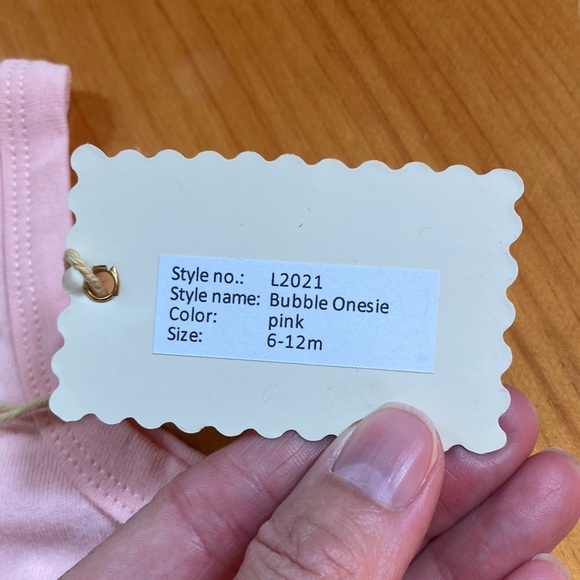 Style no.: L2021
Style name: Bubble Onesie
Color: pink
Size: 6-12m